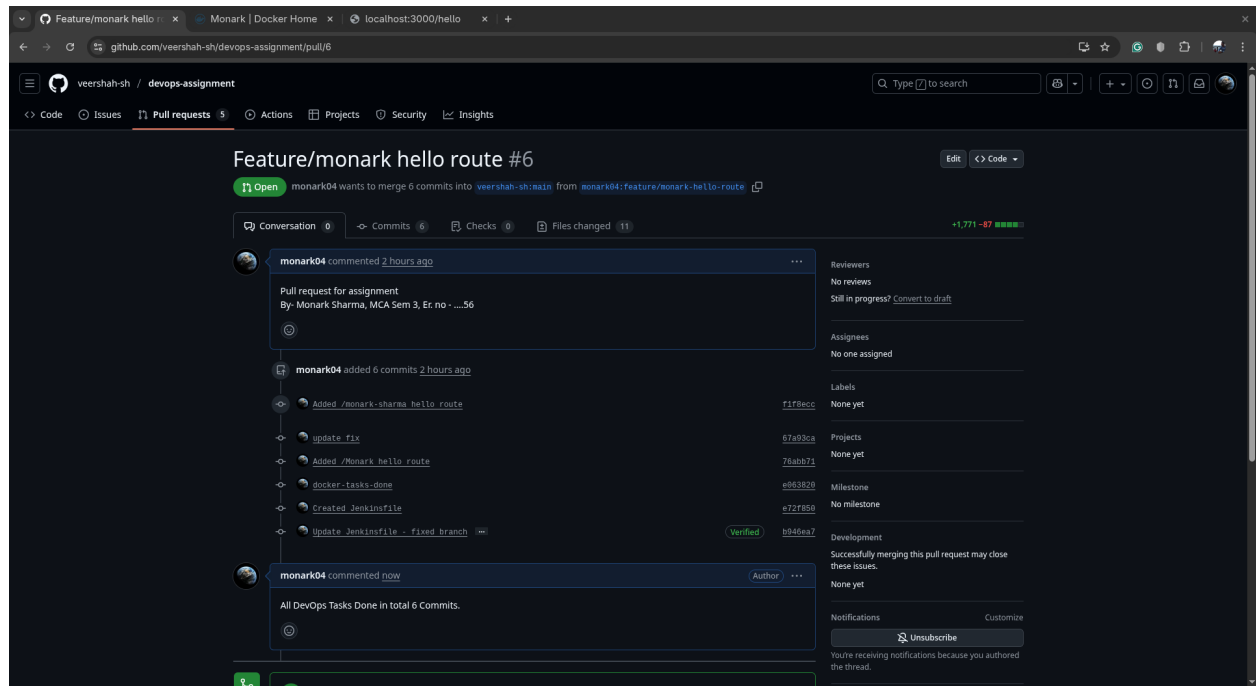 Feature/monark hello ro
Monark | Docker Home
localhost:3000/hello
github.com/veershah-sh/devops-assignment/pull/6
veershah-sh / devops-assignment
Type / to search
Code
Issues
Pull requests 5
Actions
Projects
Security
Insights
Feature/monark hello route #6
Edit
Code
Open
monark04 wants to merge 6 commits into veershah-sh:main from monark04:feature/monark-hello-route
Conversation 0
Commits 6
Checks 0
Files changed 11
+1,771 −87
monark04 commented 2 hours ago
Pull request for assignment
By- Monark Sharma, MCA Sem 3, Er. no - ....56
monark04 added 6 commits 2 hours ago
Added /monark-sharma hello route f1f8ecc
update fix 67a93ca
Added /Monark hello route 76abb71
docker-tasks-done e063820
Created Jenkinsfile e72f850
Update Jenkinsfile - fixed branch Verified b946ea7
monark04 commented now Author
All DevOps Tasks Done in total 6 Commits.
Reviewers
No reviews
Still in progress? Convert to draft
Assignees
No one assigned
Labels
None yet
Projects
None yet
Milestone
No milestone
Development
Successfully merging this pull request may close
these issues.
None yet
Notifications Customize
Unsubscribe
You're receiving notifications because you authored
the thread.